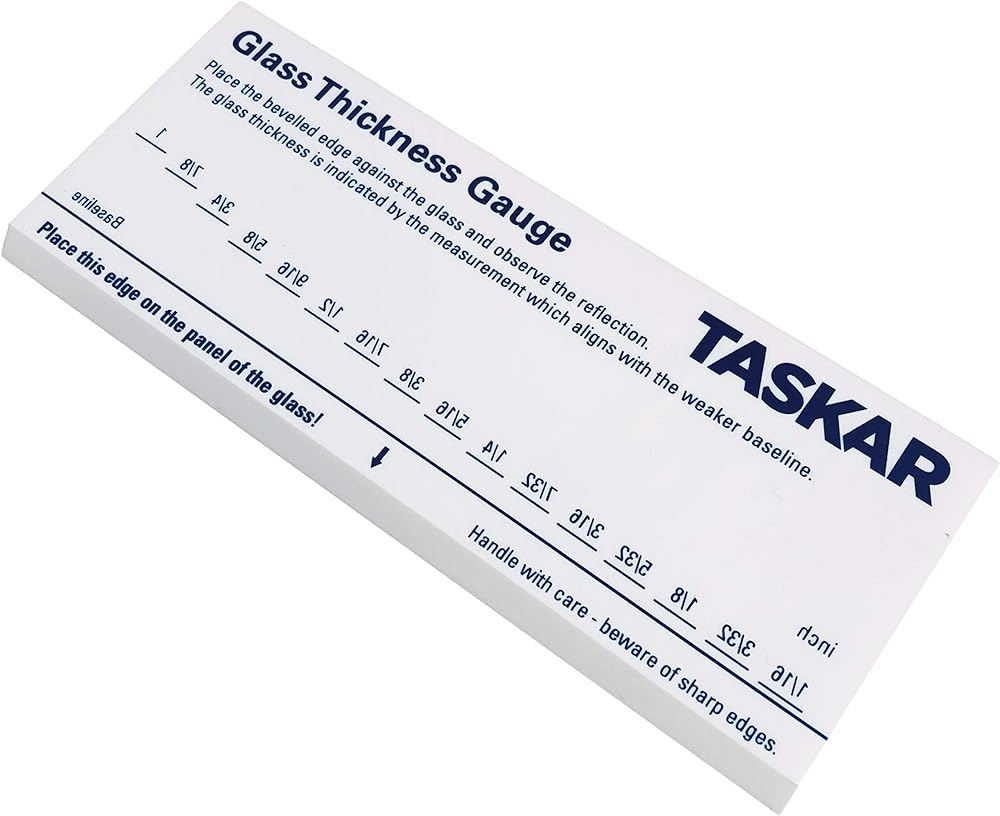 Glass Thickness Gauge
Place the bevelled edge against the glass and observe the reflection.
The glass thickness is indicated by the measurement which aligns with the weaker baseline.
TASKAR
1
7/8
3/4
5/8
9/16
1/2
7/16
3/8
5/16
1/4
7/32
3/16
5/32
1/8
3/32
1/16
inch
Baseline
Place this edge on the panel of the glass!
Handle with care - beware of sharp edges.